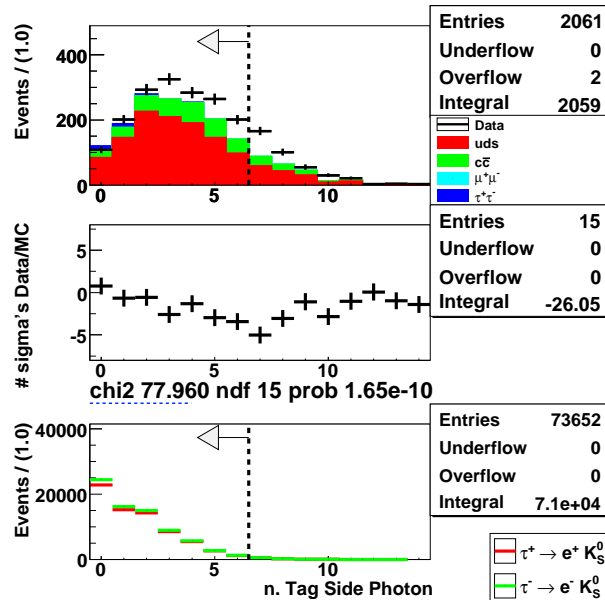 Events / (1.0)
400
200
0
0
5
10
Entries 2061
Underflow 0
Overflow 2
Integral 2059
Data
uds
cc̅
μ⁺μ⁻
τ⁺τ⁻
# sigma's Data/MC
5
0
-5
0
5
10
Entries 15
Underflow 0
Overflow 0
Integral -26.05
chi2 77.960 ndf 15 prob 1.65e-10
Events / (1.0)
40000
20000
0
0
5
10
n. Tag Side Photon
Entries 73652
Underflow 0
Overflow 0
Integral 7.1e+04
τ⁺ → e⁺ K⁰_S
τ⁻ → e⁻ K⁰_S